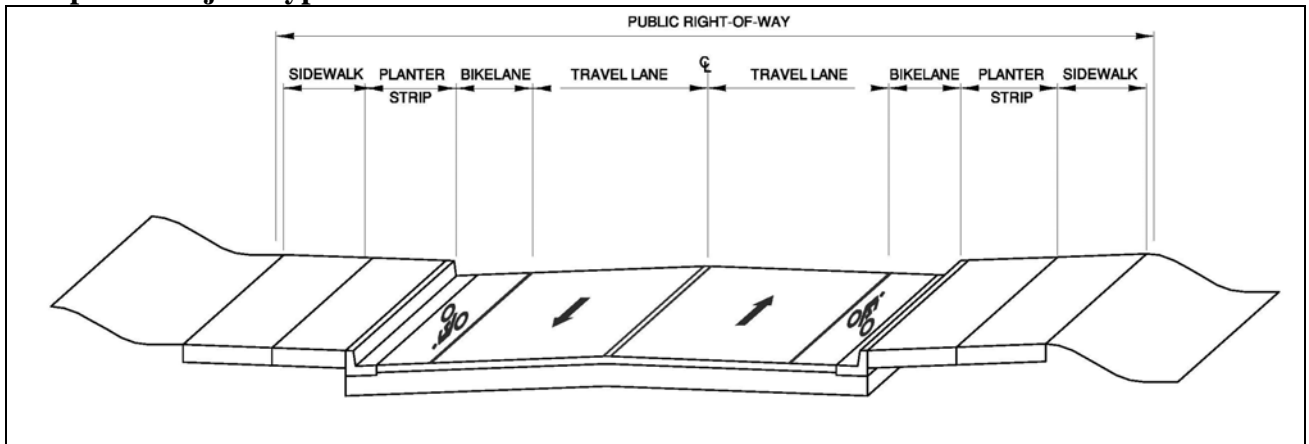 PUBLIC RIGHT-OF-WAY
℄
SIDEWALK PLANTER BIKELANE TRAVEL LANE TRAVEL LANE BIKELANE PLANTER SIDEWALK
STRIP STRIP